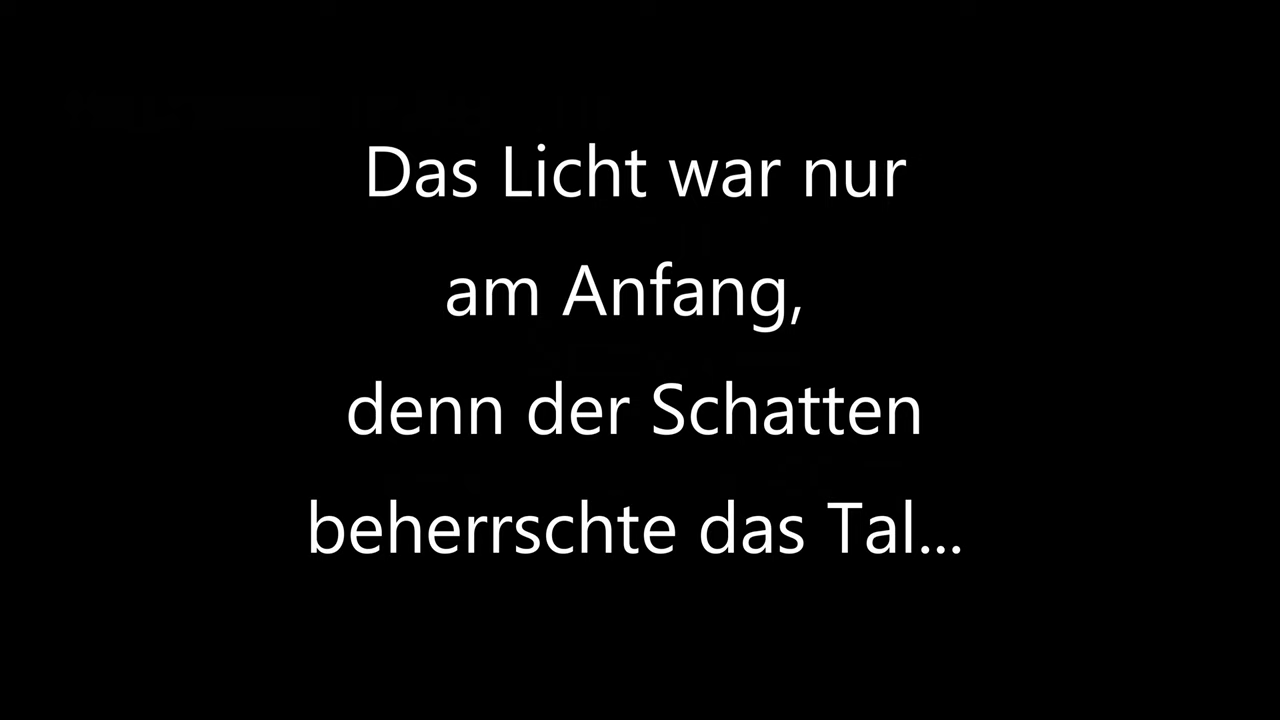 Das Licht war nur
am Anfang,
denn der Schatten
beherrschte das Tal...